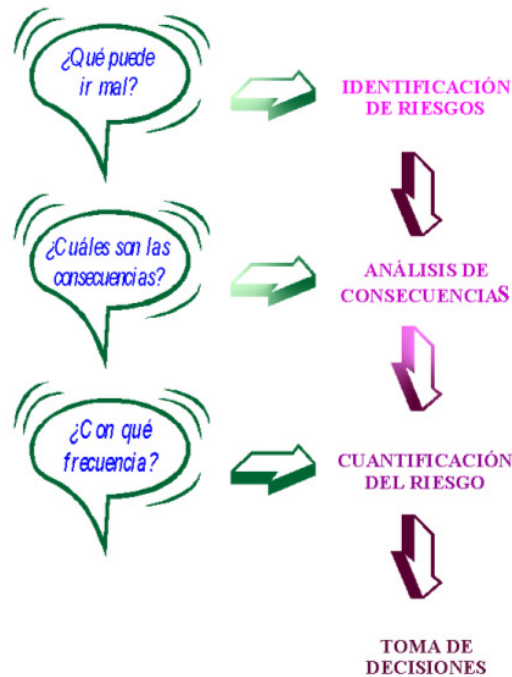 ¿Qué puede
ir mal?
IDENTIFICACIÓN
DE RIESGOS
¿Cuáles son las
consecuencias?
ANÁLISIS DE
CONSECUENCIAS
¿Con qué
frecuencia?
CUANTIFICACIÓN
DEL RIESGO
TOMA DE
DECISIONES